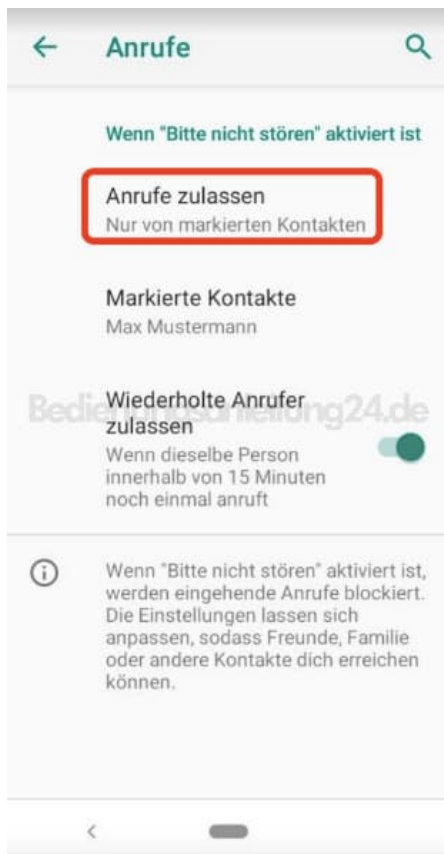 Anrufe
Wenn "Bitte nicht stören" aktiviert ist
Anrufe zulassen
Nur von markierten Kontakten
Markierte Kontakte
Max Mustermann
Bedienungsanleitung24.de
Wiederholte Anrufer
zulassen
Wenn dieselbe Person
innerhalb von 15 Minuten
noch einmal anruft
Wenn "Bitte nicht stören" aktiviert ist,
werden eingehende Anrufe blockiert.
Die Einstellungen lassen sich
anpassen, sodass Freunde, Familie
oder andere Kontakte dich erreichen
können.